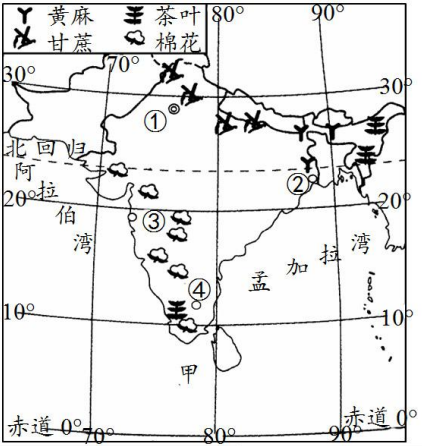 黄麻 茶叶
甘蔗 棉花
80° 90°
70°
30° 30°
①
北回归
②
阿拉伯湾
20° 20°
③
孟加拉湾
④
10° 10°
甲
赤道 0° 赤道 0°
70° 80° 90°